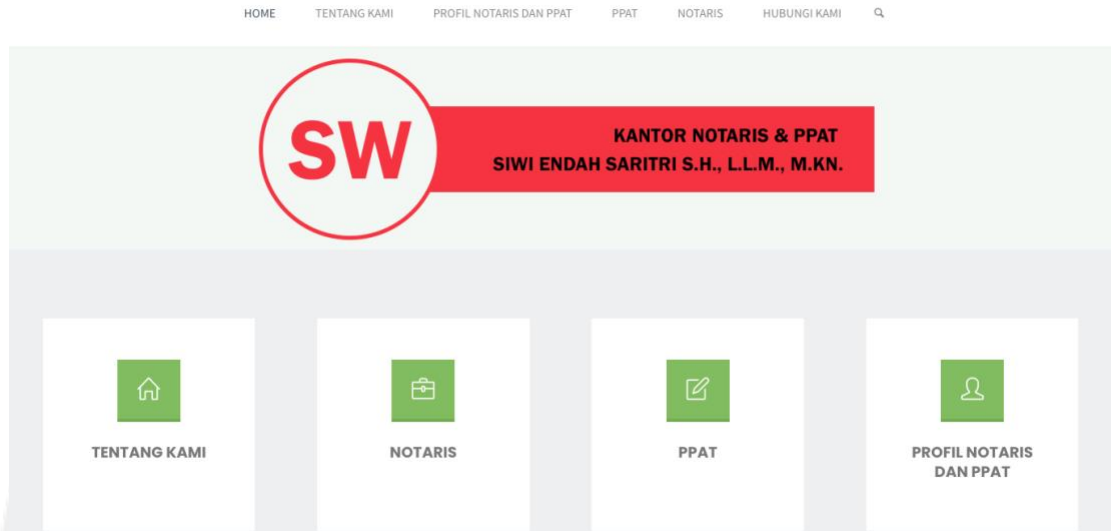 HOME TENTANG KAMI PROFIL NOTARIS DAN PPAT PPAT NOTARIS HUBUNGI KAMI
SW
KANTOR NOTARIS & PPAT
SIWI ENDAH SARITRI S.H., L.L.M., M.KN.
TENTANG KAMI
NOTARIS
PPAT
PROFIL NOTARIS
DAN PPAT